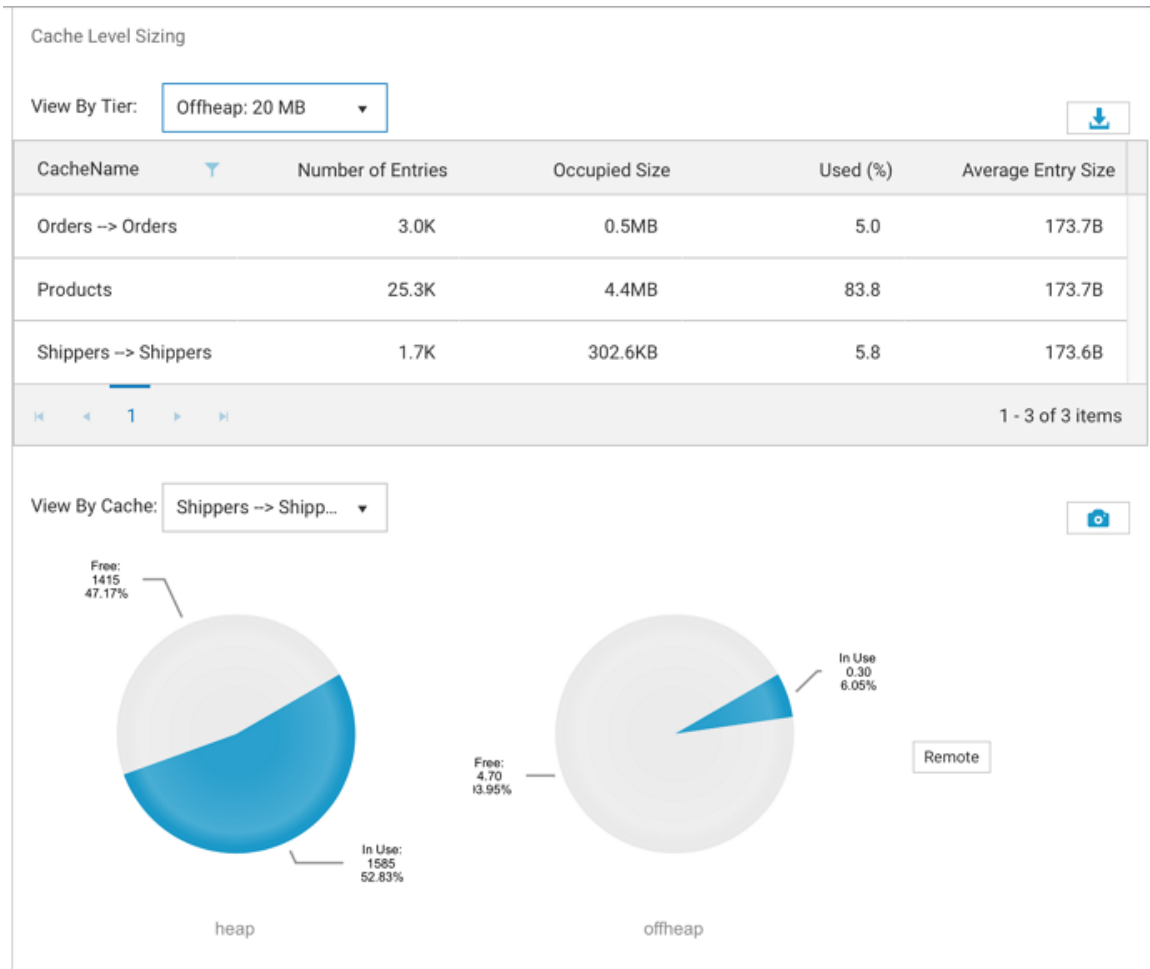 Cache Level Sizing
View By Tier: Offheap: 20 MB
CacheName Number of Entries Occupied Size Used (%) Average Entry Size
Orders --> Orders 3.0K 0.5MB 5.0 173.7B
Products 25.3K 4.4MB 83.8 173.7B
Shippers --> Shippers 1.7K 302.6KB 5.8 173.6B
1 1 - 3 of 3 items
View By Cache: Shippers --> Shipp...
Free:
1415
47.17%
In Use:
1585
52.83%
heap
In Use
0.30
6.05%
Free:
4.70
3.95%
offheap
Remote